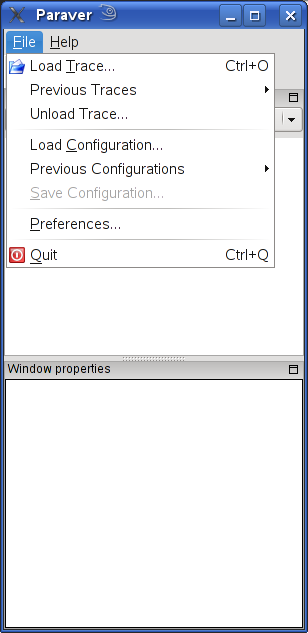 Paraver
File Help
Load Trace... Ctrl+O
Previous Traces
Unload Trace...
Load Configuration...
Previous Configurations
Save Configuration...
Preferences...
Quit Ctrl+Q
Window properties